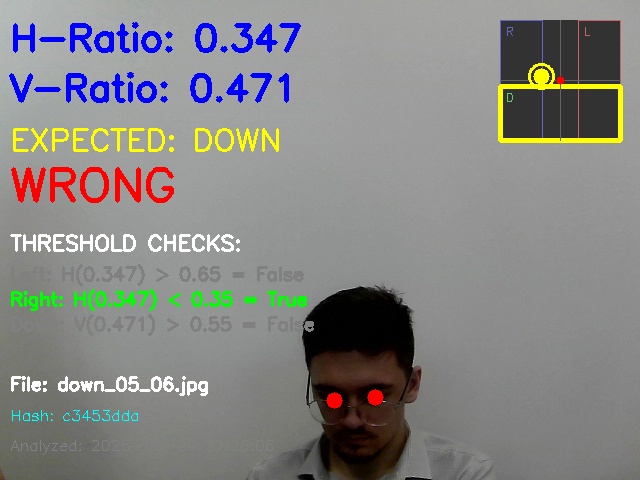 H-Ratio: 0.347
V-Ratio: 0.471
EXPECTED: DOWN
WRONG
THRESHOLD CHECKS:
Left: H(0.347) > 0.65 = False
Right: H(0.347) < 0.35 = True
Down: V(0.471) > 0.55 = False
File: down_05_06.jpg
Hash: c3453dda
Analyzed:
R
L
D